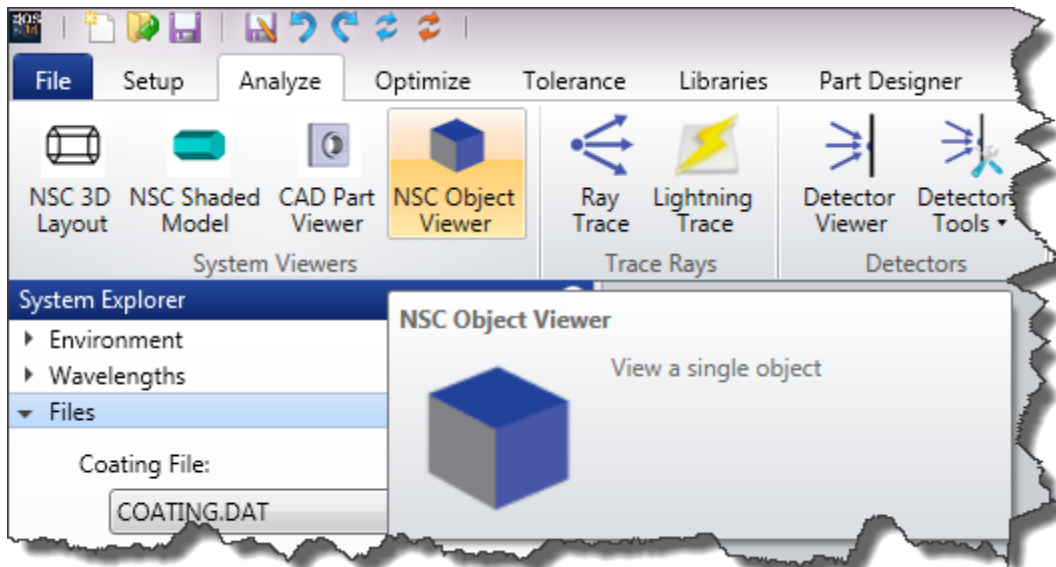 File Setup Analyze Optimize Tolerance Libraries Part Designer
NSC 3D NSC Shaded CAD Part NSC Object Ray Lightning Detector Detector
Layout Model Viewer Viewer Trace Trace Viewer Tools
System Viewers Trace Rays Detectors
System Explorer
NSC Object Viewer
Environment
View a single object
Wavelengths
Files
Coating File:
COATING.DAT